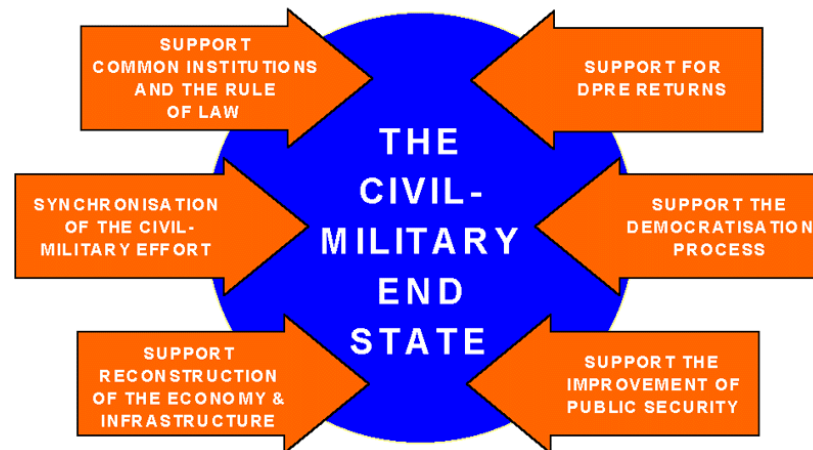 SUPPORT
COMMON INSTITUTIONS
AND THE RULE
OF LAW
SUPPORT FOR
DPRE RETURNS
THE
CIVIL-
MILITARY
END
STATE
SYNCHRONISATION
OF THE CIVIL-
MILITARY EFFORT
SUPPORT THE
DEMOCRATISATION
PROCESS
SUPPORT
RECONSTRUCTION
OF THE ECONOMY &
INFRASTRUCTURE
SUPPORT THE
IMPROVEMENT OF
PUBLIC SECURITY